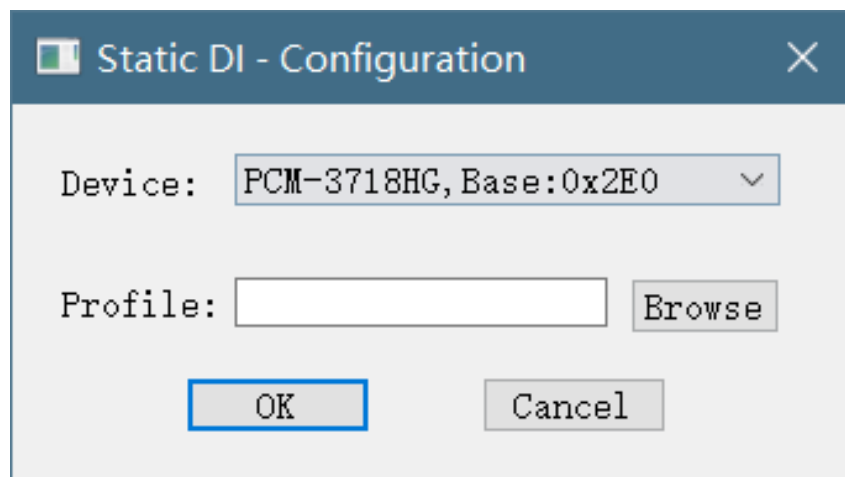 Static DI - Configuration
Device: PCM-3718HG,Base:0x2E0
Profile: Browse
OK Cancel